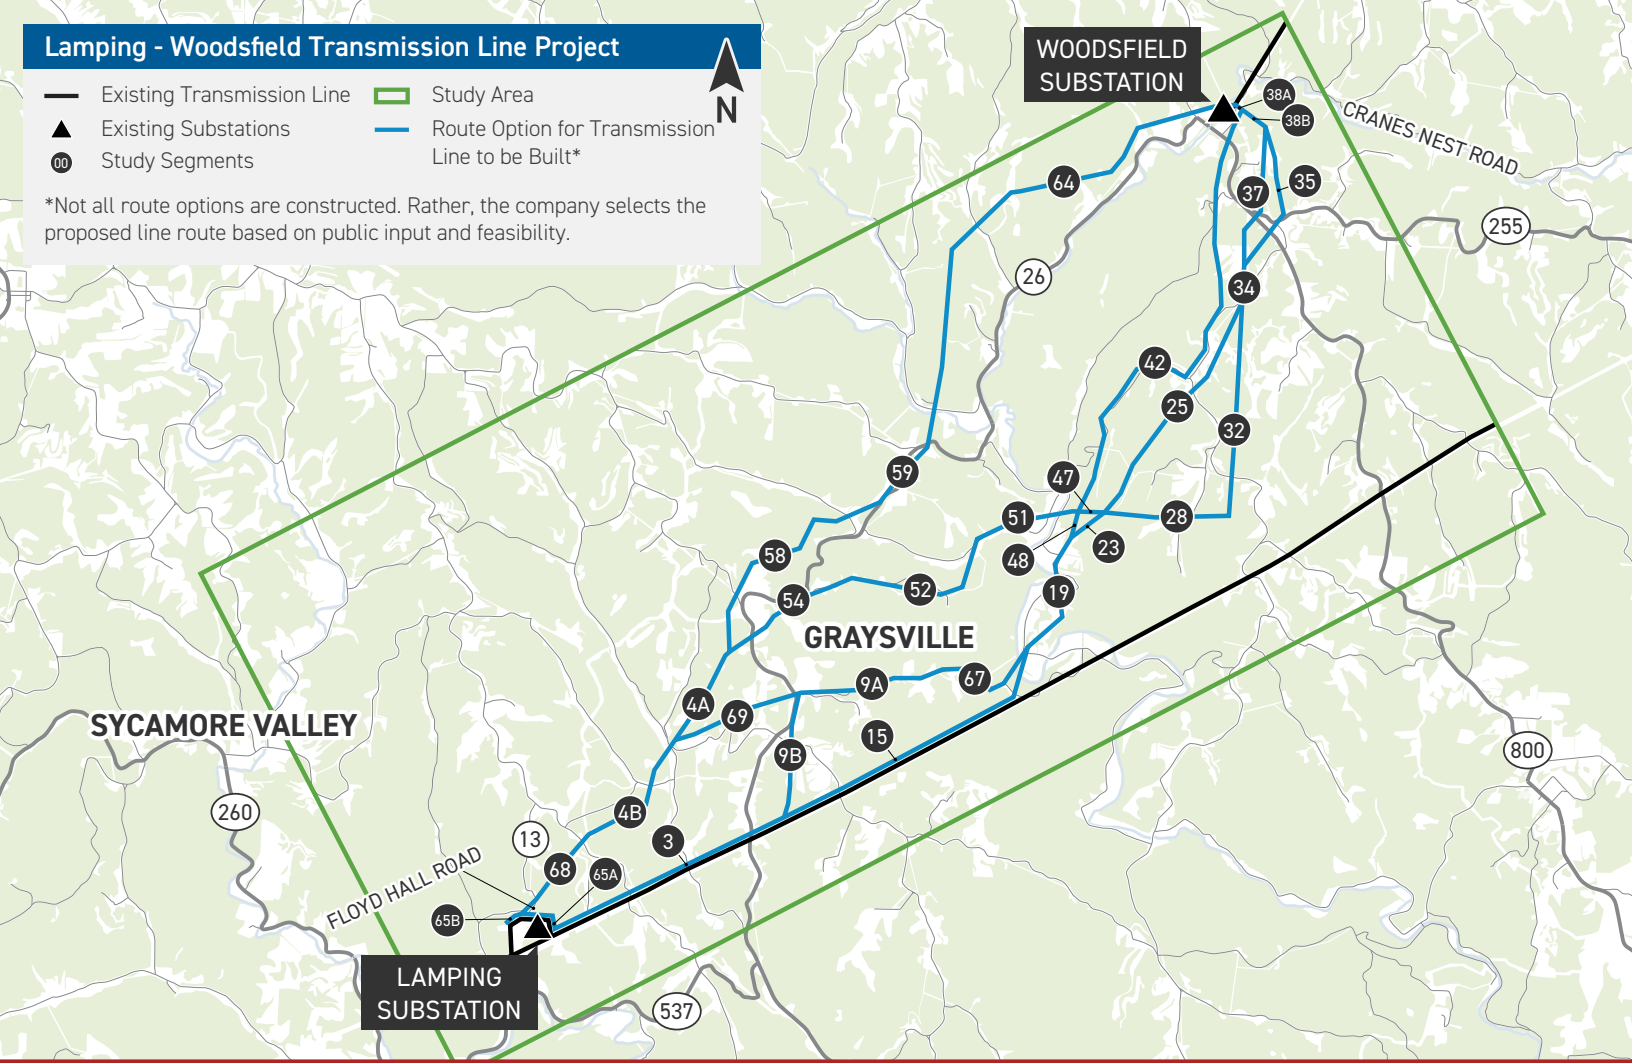 Lamping - Woodsfield Transmission Line Project
Existing Transmission Line
Study Area
Existing Substations
Route Option for Transmission
Line to be Built*
00
Study Segments
N
*Not all route options are constructed. Rather, the company selects the
proposed line route based on public input and feasibility.
WOODSFIELD
SUBSTATION
38A
38B
CRANES NEST ROAD
64
37
35
255
26
34
42
25
32
59
47
51
28
48
23
58
54
52
19
GRAYSVILLE
67
9A
4A
69
SYCAMORE VALLEY
15
9B
800
260
4B
13
3
68
65A
FLOYD HALL ROAD
65B
LAMPING
SUBSTATION
537